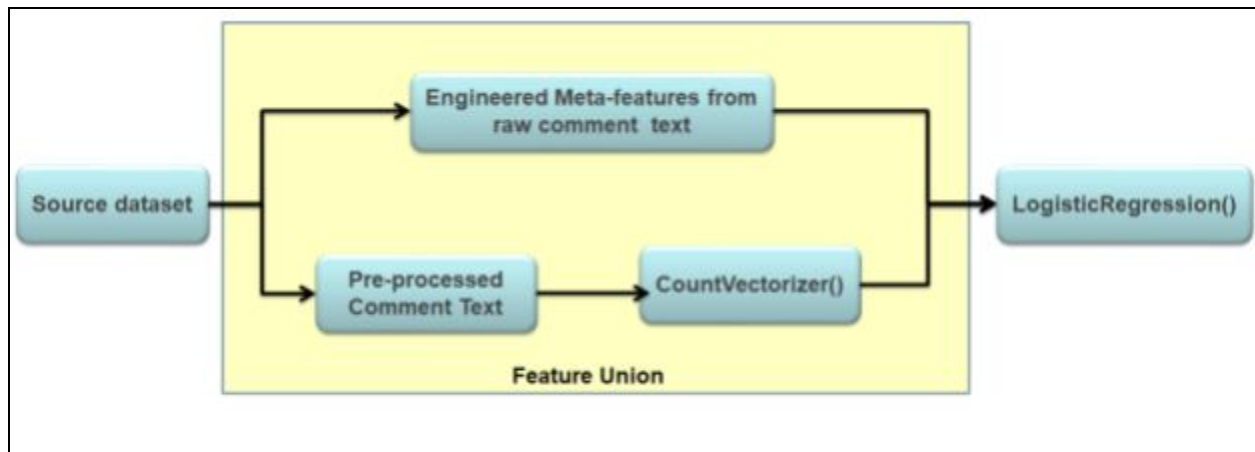 Engineered Meta-features from
raw comment text
Source dataset
LogisticRegression()
Pre-processed
Comment Text
CountVectorizer()
Feature Union